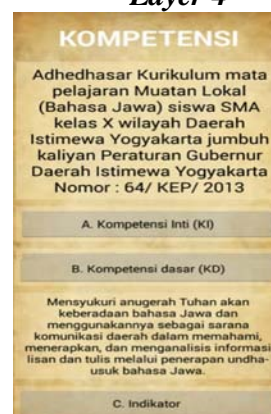 Layer 4
KOMPETENSI
Adhedhasar Kurikulum mata
pelajaran Muatan Lokal
(Bahasa Jawa) siswa SMA
kelas X wilayah Daerah
Istimewa Yogyakarta jumbuh
kaliyan Peraturan Gubernur
Daerah Istimewa Yogyakarta
Nomor : 64/ KEP/ 2013
A. Kompetensi Inti (KI)
B. Kompetensi dasar (KD)
Mensyukuri anugerah Tuhan akan
keberadaan bahasa Jawa dan
menggunakannya sebagai sarana
komunikasi daerah dalam memahami,
menerapkan, dan menganalisis informasi
lisan dan tulis melalui penerapan undha-
usuk bahasa Jawa.
C. Indikator